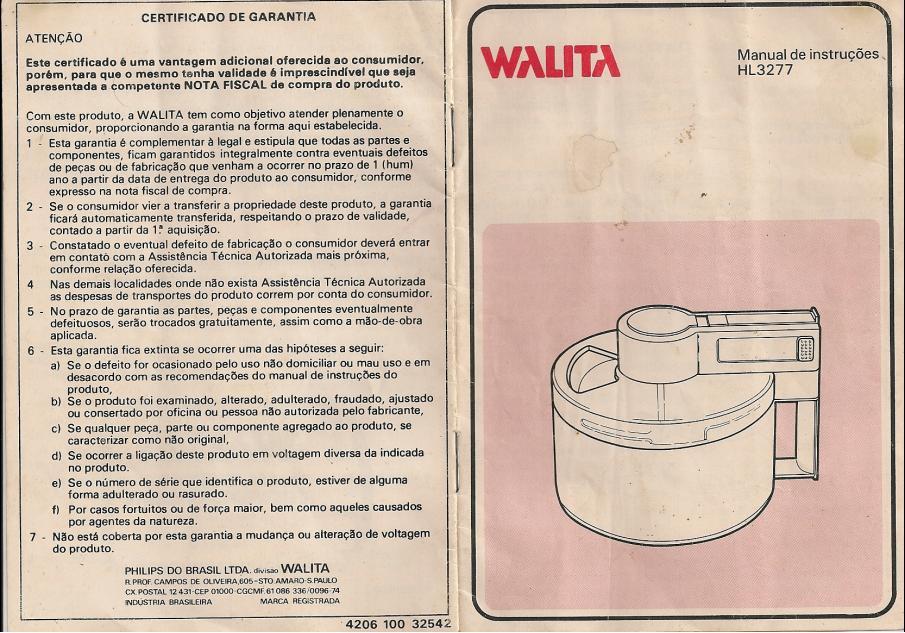 CERTIFICADO DE GARANTIA
ATENÇÃO
Este certificado é uma vantagem adicional oferecida ao consumidor,
porém, para que o mesmo tenha validade é imprescindível que seja
apresentada a competente NOTA FISCAL de compra do produto.
Com este produto, a WALITA tem como objetivo atender plenamente o
consumidor, proporcionando a garantia na forma aqui estabelecida.
1 - Esta garantia é complementar à legal e estipula que todas as partes e
componentes, ficam garantidos integralmente contra eventuais defeitos
de peças ou de fabricação que venham a ocorrer no prazo de 1 (hum)
ano a partir da data de entrega do produto ao consumidor, conforme
expresso na nota fiscal de compra.
2 - Se o consumidor vier a transferir a propriedade deste produto, a garantia
ficará automaticamente transferida, respeitando o prazo de validade,
contado a partir da 1ª aquisição.
3 - Constatado o eventual defeito de fabricação o consumidor deverá entrar
em contato com a Assistência Técnica Autorizada mais próxima,
conforme relação oferecida.
4 Nas demais localidades onde não exista Assistência Técnica Autorizada
as despesas de transportes do produto correm por conta do consumidor.
5 - No prazo de garantia as partes, peças e componentes eventualmente
defeituosos, serão trocados gratuitamente, assim como a mão-de-obra
aplicada.
6 - Esta garantia fica extinta se ocorrer uma das hipóteses a seguir:
a) Se o defeito for ocasionado pelo uso não domiciliar ou mau uso e em
desacordo com as recomendações do manual de instruções do
produto,
b) Se o produto foi examinado, alterado, adulterado, fraudado, ajustado
ou consertado por oficina ou pessoa não autorizada pelo fabricante,
c) Se qualquer peça, parte ou componente agregado ao produto, se
caracterizar como não original,
d) Se ocorrer a ligação deste produto em voltagem diversa da indicada
no produto.
e) Se o número de série que identifica o produto, estiver de alguma
forma adulterado ou rasurado.
f) Por casos fortuitos ou de força maior, bem como aqueles causados
por agentes da natureza.
7 - Não está coberta por esta garantia a mudança ou alteração de voltagem
do produto.
PHILIPS DO BRASIL LTDA. divisão WALITA
R. PROF. CAMPOS DE OLIVEIRA,605-STO AMARO-S.PAULO
CX. POSTAL 12 431-CEP 01000-CGCMF. 61 086 336/0096-74
INDÚSTRIA BRASILEIRA MARCA REGISTRADA
4206 100 32542
WALITA
Manual de instruções
HL3277